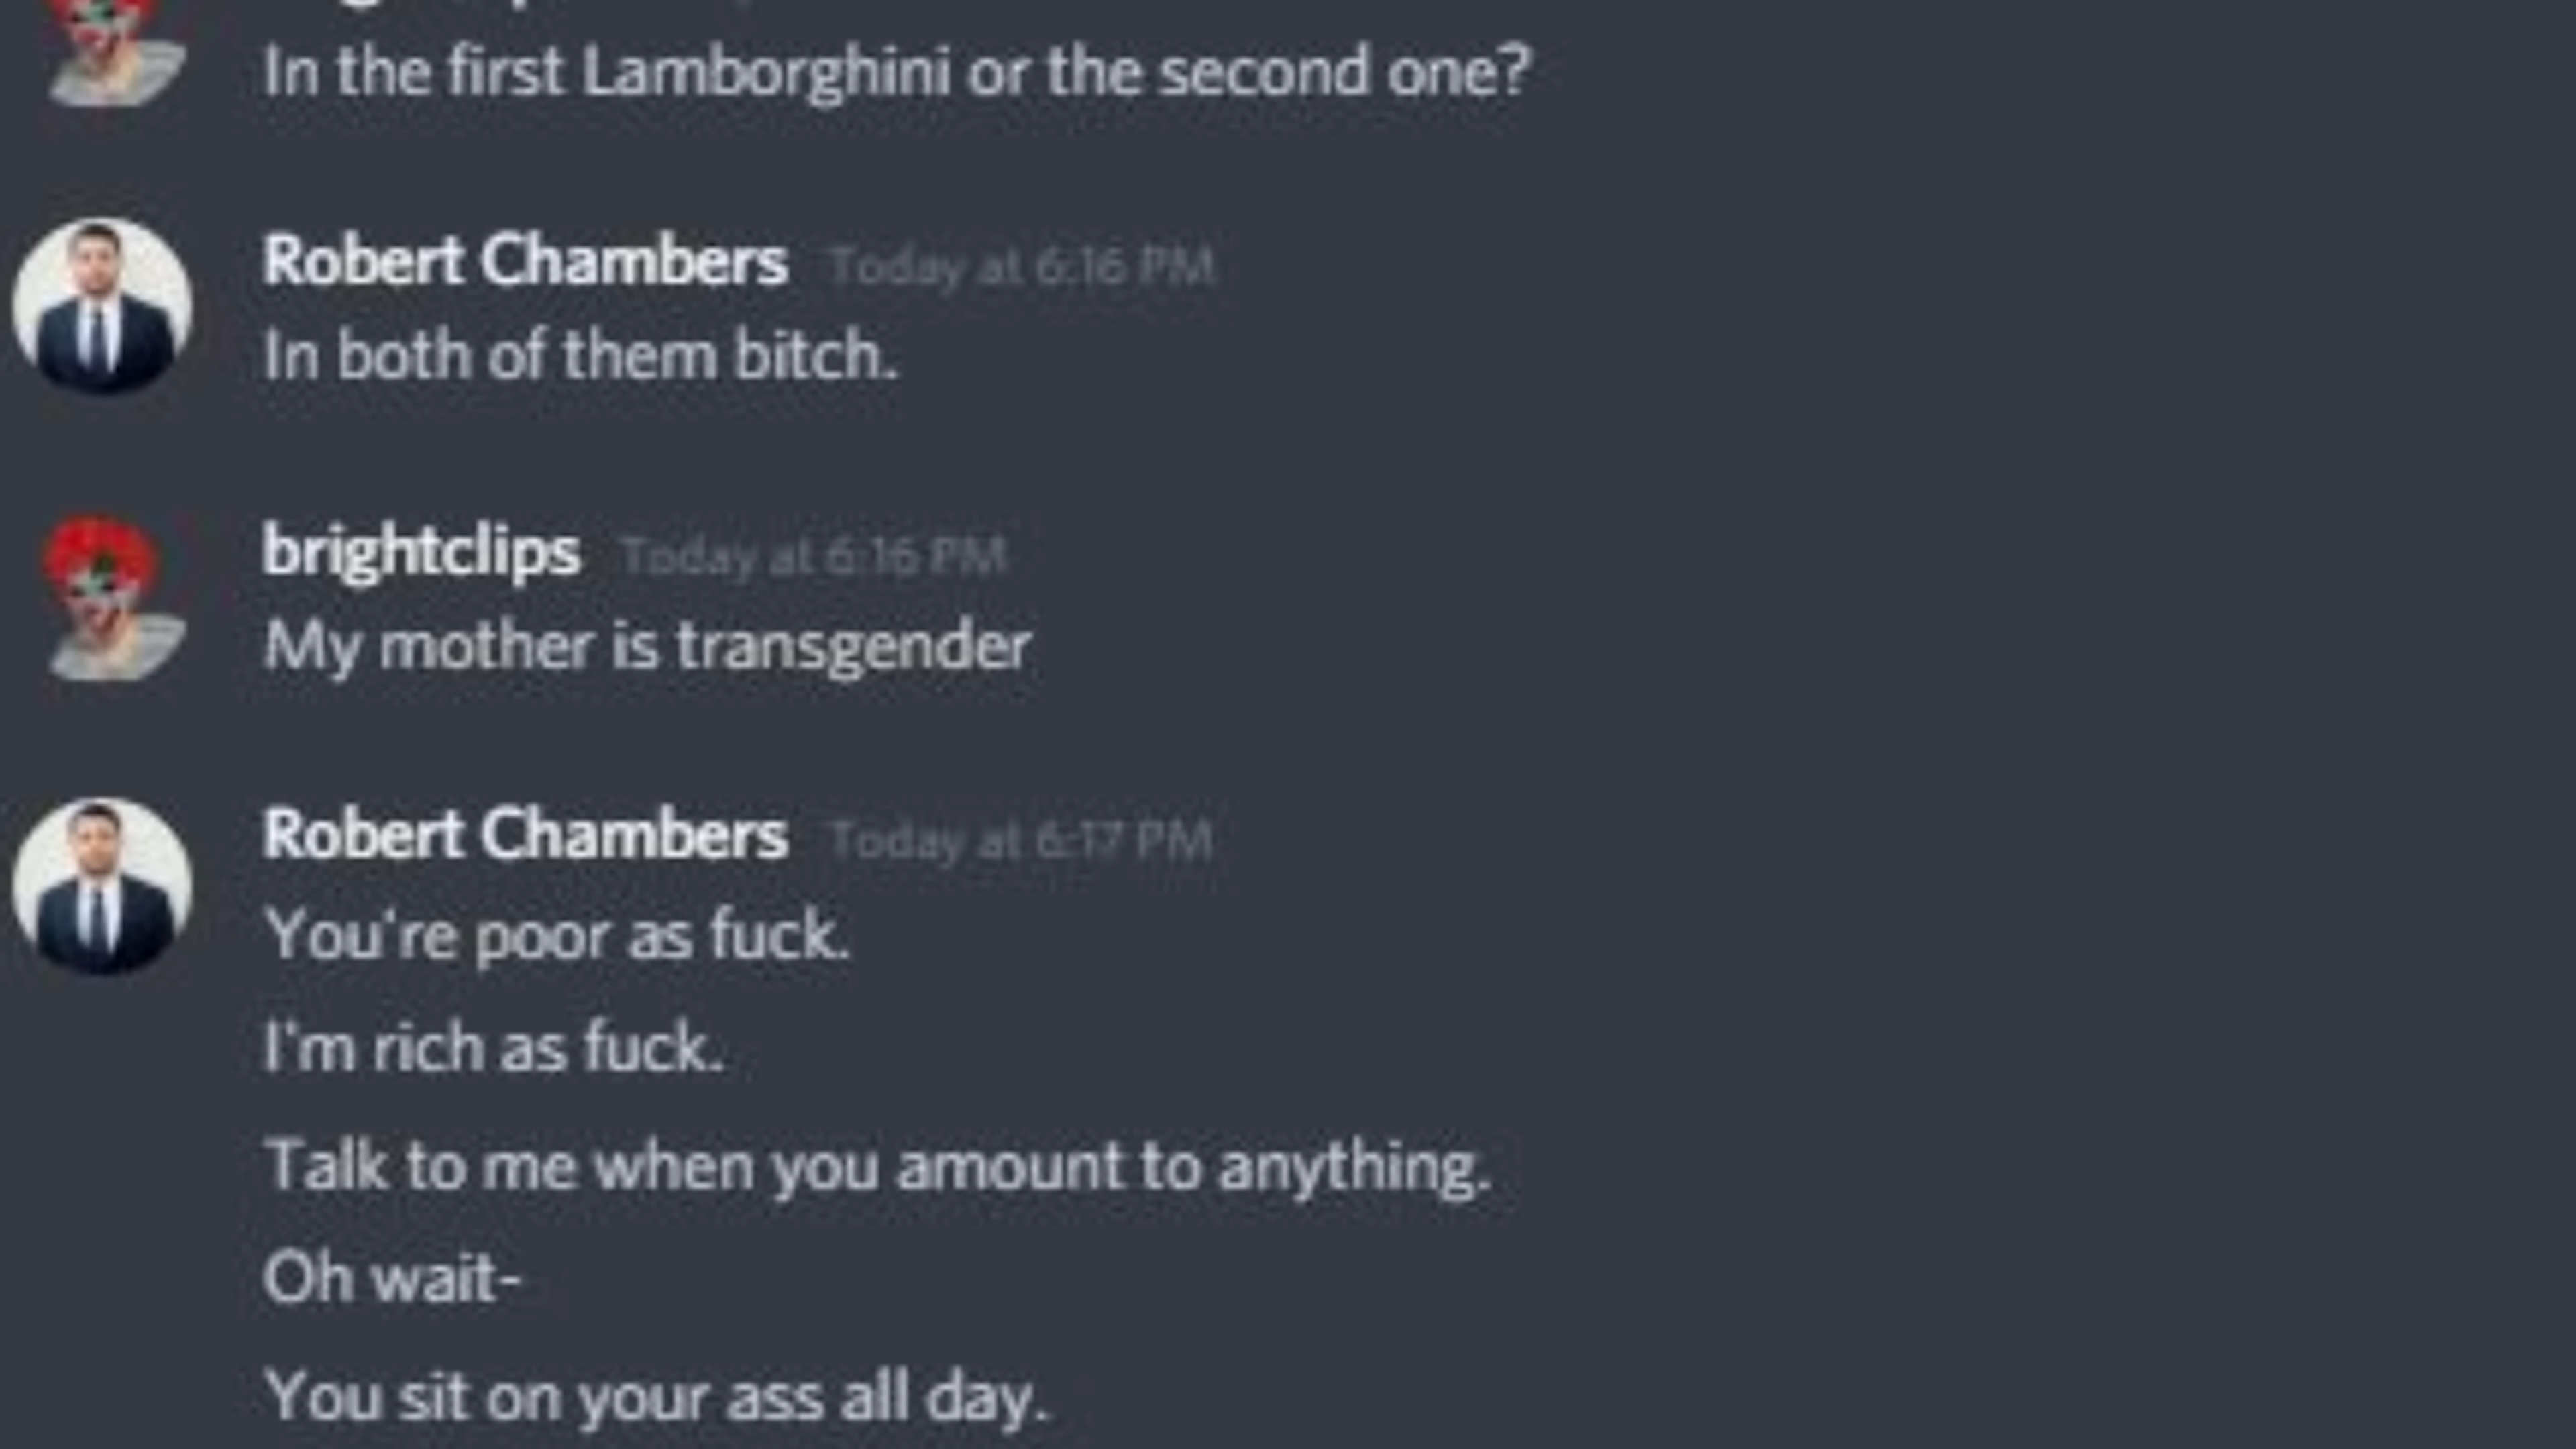 In the first Lamborghini or the second one?
Robert Chambers Today at 6:16 PM
In both of them bitch.
brightclips Today at 6:16 PM
My mother is transgender
Robert Chambers Today at 6:17 PM
You're poor as fuck.
I'm rich as fuck.
Talk to me when you amount to anything.
Oh wait-
You sit on your ass all day.